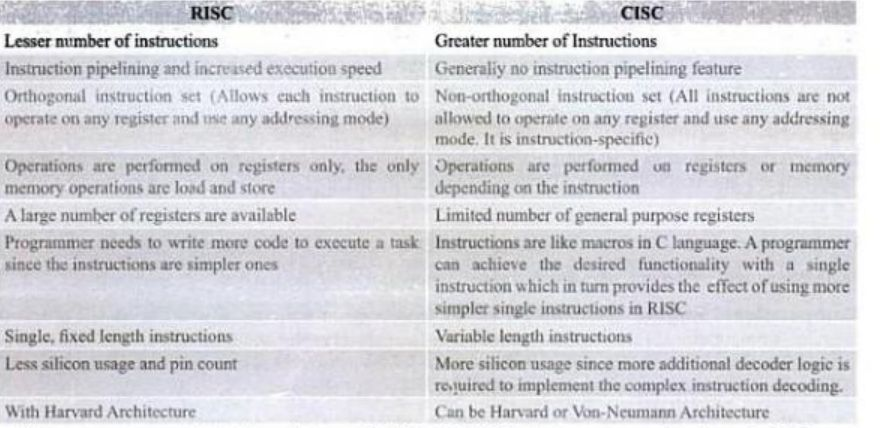 RISC
CISC
Lesser number of instructions
Greater number of Instructions
Instruction pipelining and increased execution speed
Generally no instruction pipelining feature
Orthogonal instruction set (Allows each instruction to
operate on any register and use any addressing mode)
Non-orthogonal instruction set (All instructions are not
allowed to operate on any register and use any addressing
mode. It is instruction-specific)
Operations are performed on registers only, the only
memory operations are load and store
Operations are performed on registers or memory
depending on the instruction
A large number of registers are available
Limited number of general purpose registers
Programmer needs to write more code to execute a task
since the instructions are simpler ones
Instructions are like macros in C language. A programmer
can achieve the desired functionality with a single
instruction which in turn provides the effect of using more
simpler single instructions in RISC
Single, fixed length instructions
Variable length instructions
Less silicon usage and pin count
More silicon usage since more additional decoder logic is
required to implement the complex instruction decoding.
With Harvard Architecture
Can be Harvard or Von-Neumann Architecture